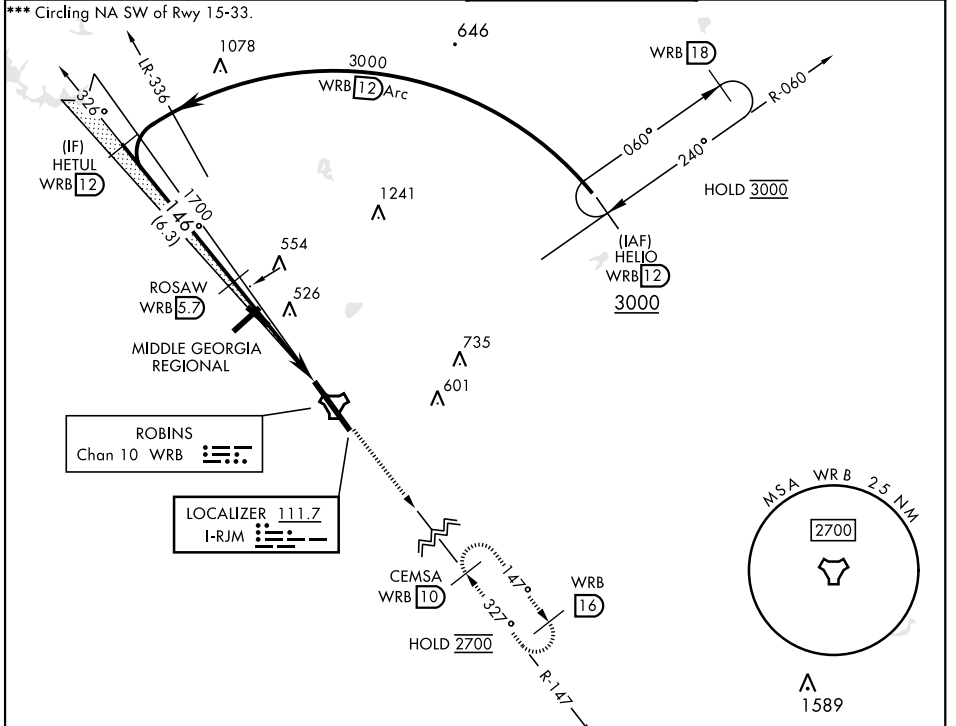 *** Circling NA SW of Rwy 15-33.
646
1078
LR-336
3000
WRB 12 Arc
WRB 18
R-060
326°
060°
240°
(IF)
HETUL
WRB 12
HOLD 3000
1700
146°
(6.3)
1241
(IAF)
HELIO
WRB 12
3000
554
ROSAW
WRB 5.7
526
MIDDLE GEORGIA
REGIONAL
735
601
ROBINS
Chan 10 WRB
LOCALIZER 111.7
I-RJM
MSA WRB 25 NM
2700
CEMSA
WRB 10
147°
327°
WRB
16
HOLD 2700
R-147
1589